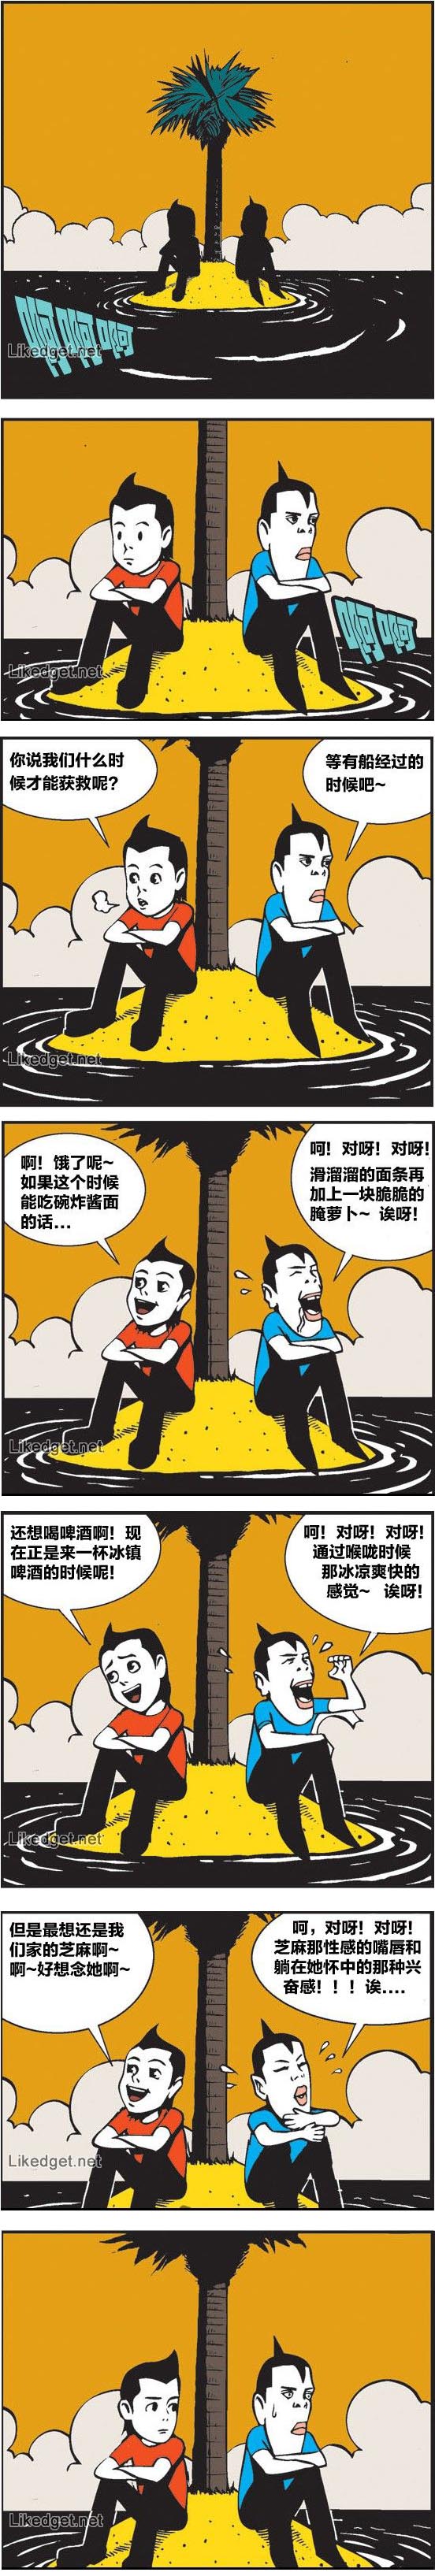 呵呵呵
Likedget.net
呵呵
Likedget.net
你说我们什么时
候才能获救呢？
等有船经过的
时候吧~
Likedget.net
啊！饿了呢~
如果这个时候
能吃碗炸酱面
的话...
呵！对呀！对呀！
滑溜溜的面条再
加上一块脆脆的
腌萝卜~ 诶呀！
Likedget.net
还想喝啤酒啊！现
在正是来一杯冰镇
啤酒的时候呢！
呵！对呀！对呀！
通过喉咙时候
那冰凉爽快的
感觉~ 诶呀！
Likedget.net
但是最想还是我
们家的芝麻啊~
啊~好想念她啊~
呵，对呀！对呀！
芝麻那性感的嘴唇和
躺在她怀中的那种兴
奋感！！！诶....
Likedget.net
Likedget.net